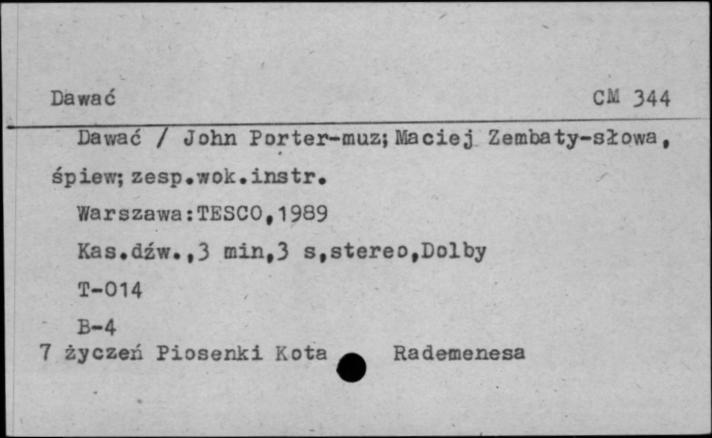 Dawać CM 344
Dawać / John Porter-muz; Maciej Zembaty-słowa,
śpiew; zesp.wok.instr.
Warszawa:TESCO,1989
Kas.dźw.,3 min,3 s,stereo,Dolby
T-014
B-4
7 życzeń Piosenki Kota Rademenesa